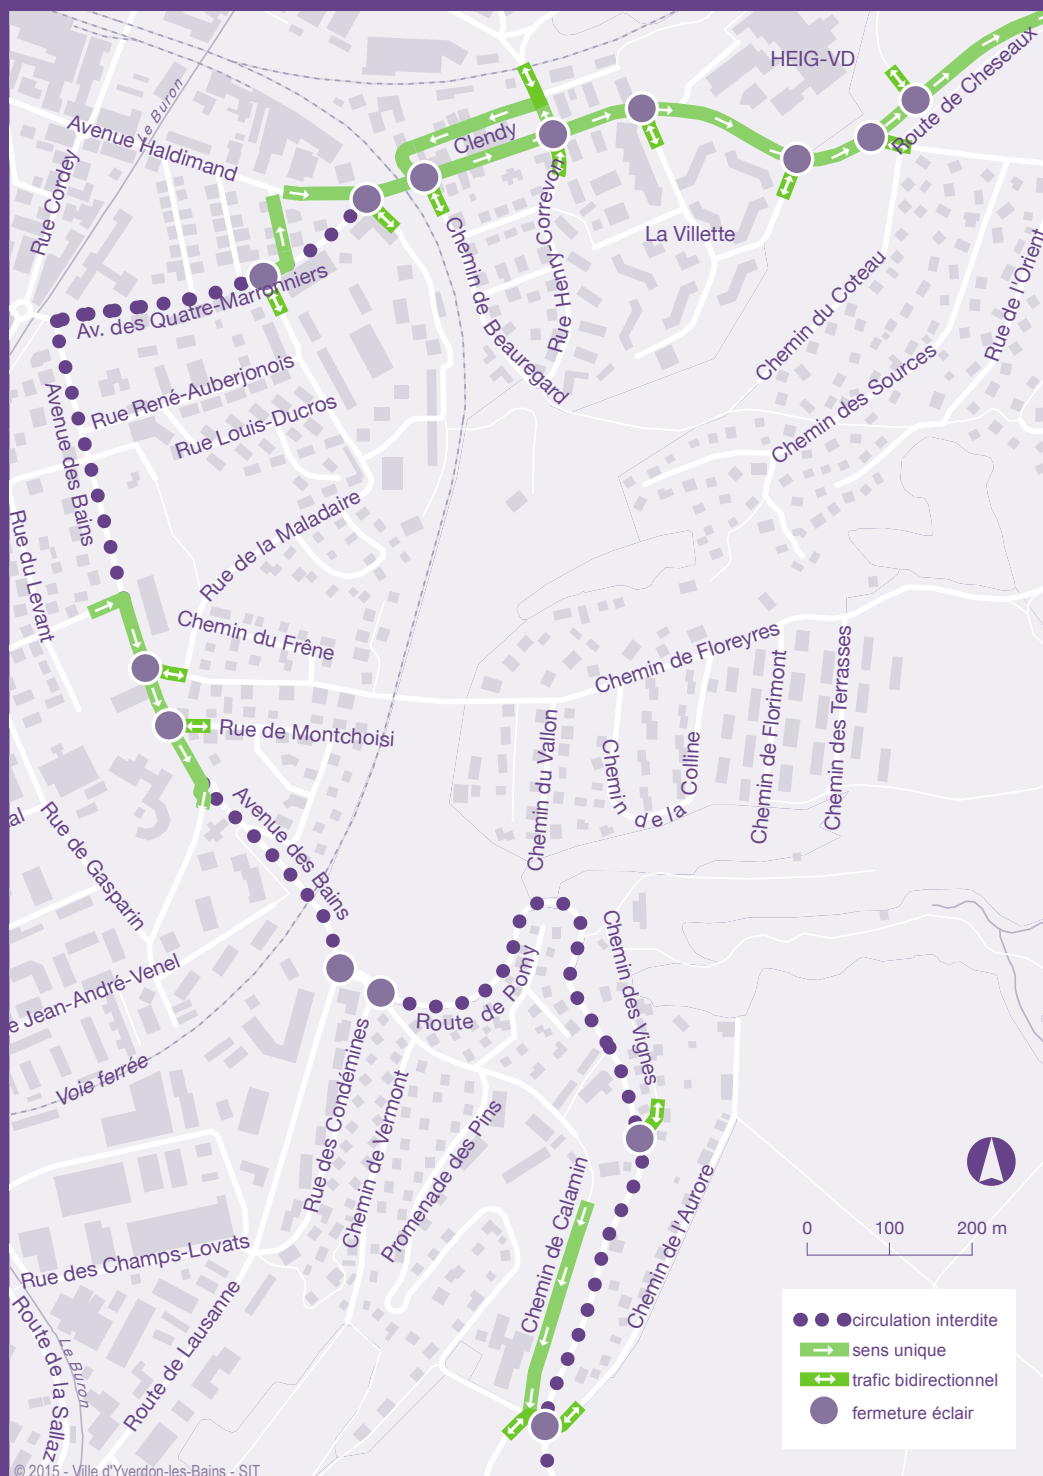 HEIG-VD
Route de Cheseaux
Le Buron
Avenue Haldimand
Clendy
Rue Cordey
Chemin de Beauregard
Rue Henry-Correvon
La Villette
Chemin du Coteau
Rue de l'Orient
Av. des Quatre-Marronniers
Chemin des Sources
Rue René-Auberjonois
Avenue des Bains
Rue Louis-Ducros
Rue du Levant
Rue de la Maladaire
Chemin du Frêne
Chemin de Floreyres
Rue de Montchoisi
Chemin du Vallon
Chemin de la Colline
Chemin de Florimont
Chemin des Terrasses
al
Rue de Gasparin
Avenue des Bains
Chemin des Vignes
e Jean-André-Venel
Route de Pomy
Voie ferrée
Rue des Condémines
Chemin de Vermont
Promenade des Pins
Chemin de Calamin
Chemin de l'Aurore
Rue des Champs-Lovats
Route de Lausanne
Route de la Sallaz
Le Buron
0 100 200 m
circulation interdite
sens unique
trafic bidirectionnel
fermeture éclair
© 2015 - Ville d'Yverdon-les-Bains - SIT